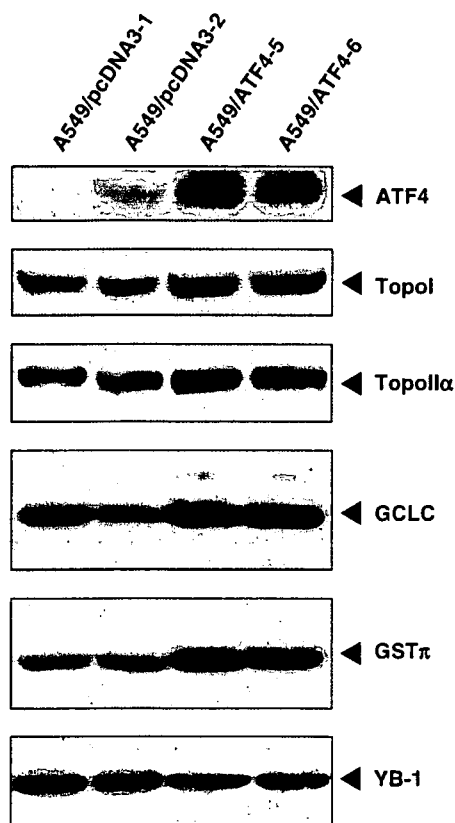 A549/pcDNA3-1
A549/pcDNA3-2
A549/ATF4-5
A549/ATF4-6
ATF4
TopoI
TopoIIα
GCLC
GSTπ
YB-1